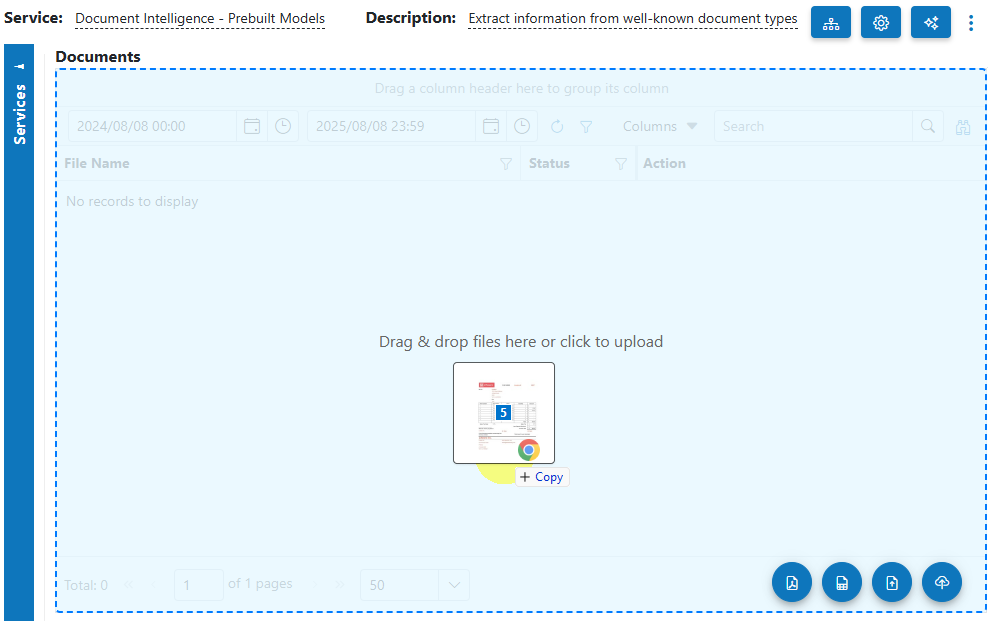 Service: Document Intelligence - Prebuilt Models Description: Extract information from well-known document types
Services
Documents
Drag a column header here to group its column
2024/08/08 00:00 2025/08/08 23:59 Columns Search
File Name Status Action
No records to display
Drag & drop files here or click to upload
5
+ Copy
Total: 0 1 of 1 pages 50